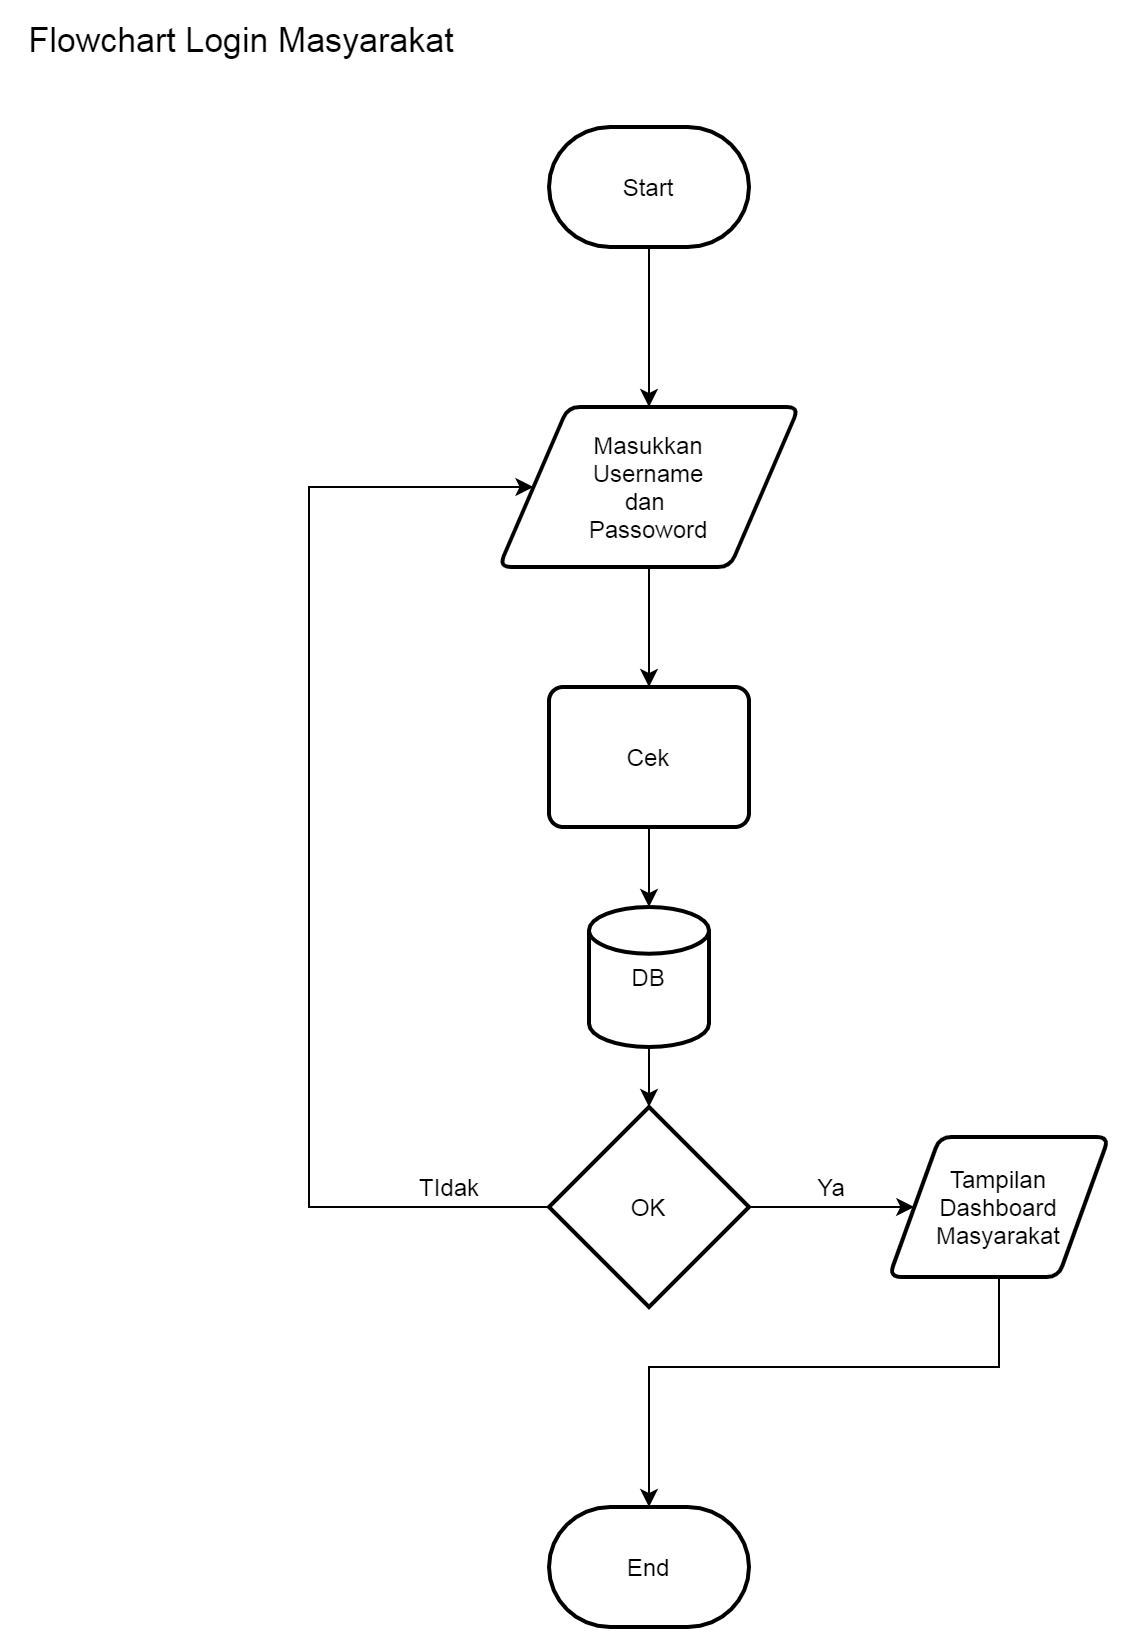 Flowchart Login Masyarakat
Start
Masukkan
Username
dan
Passoword
Cek
DB
TIdak
OK
Ya
Tampilan
Dashboard
Masyarakat
End